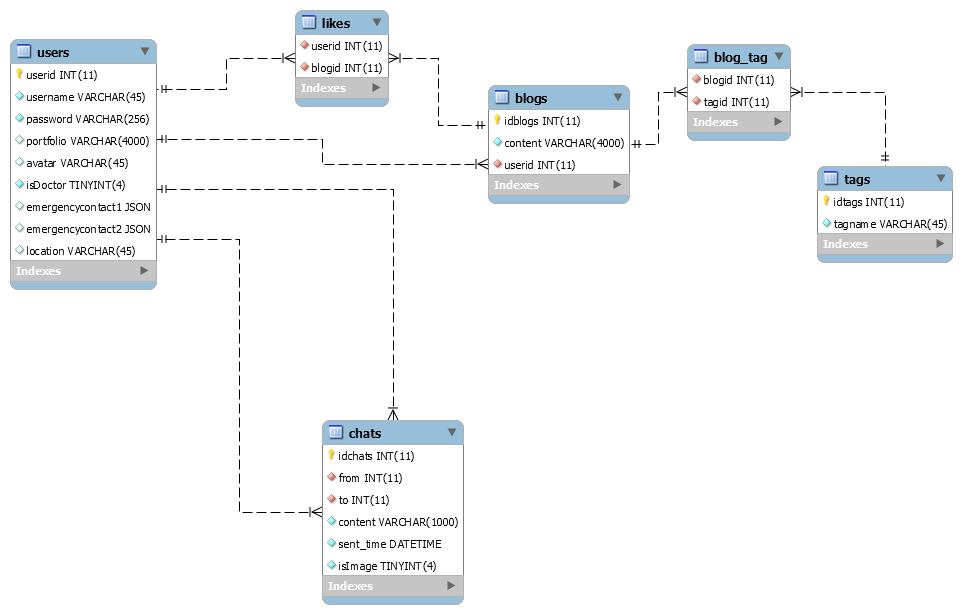 users
userid INT(11)
username VARCHAR(45)
password VARCHAR(256)
portfolio VARCHAR(4000)
avatar VARCHAR(45)
isDoctor TINYINT(4)
emergencycontact1 JSON
emergencycontact2 JSON
location VARCHAR(45)
Indexes
likes
userid INT(11)
blogid INT(11)
Indexes
blogs
idblogs INT(11)
content VARCHAR(4000)
userid INT(11)
Indexes
blog_tag
blogid INT(11)
tagid INT(11)
Indexes
tags
idtags INT(11)
tagname VARCHAR(45)
Indexes
chats
idchats INT(11)
from INT(11)
to INT(11)
content VARCHAR(1000)
sent_time DATETIME
isImage TINYINT(4)
Indexes